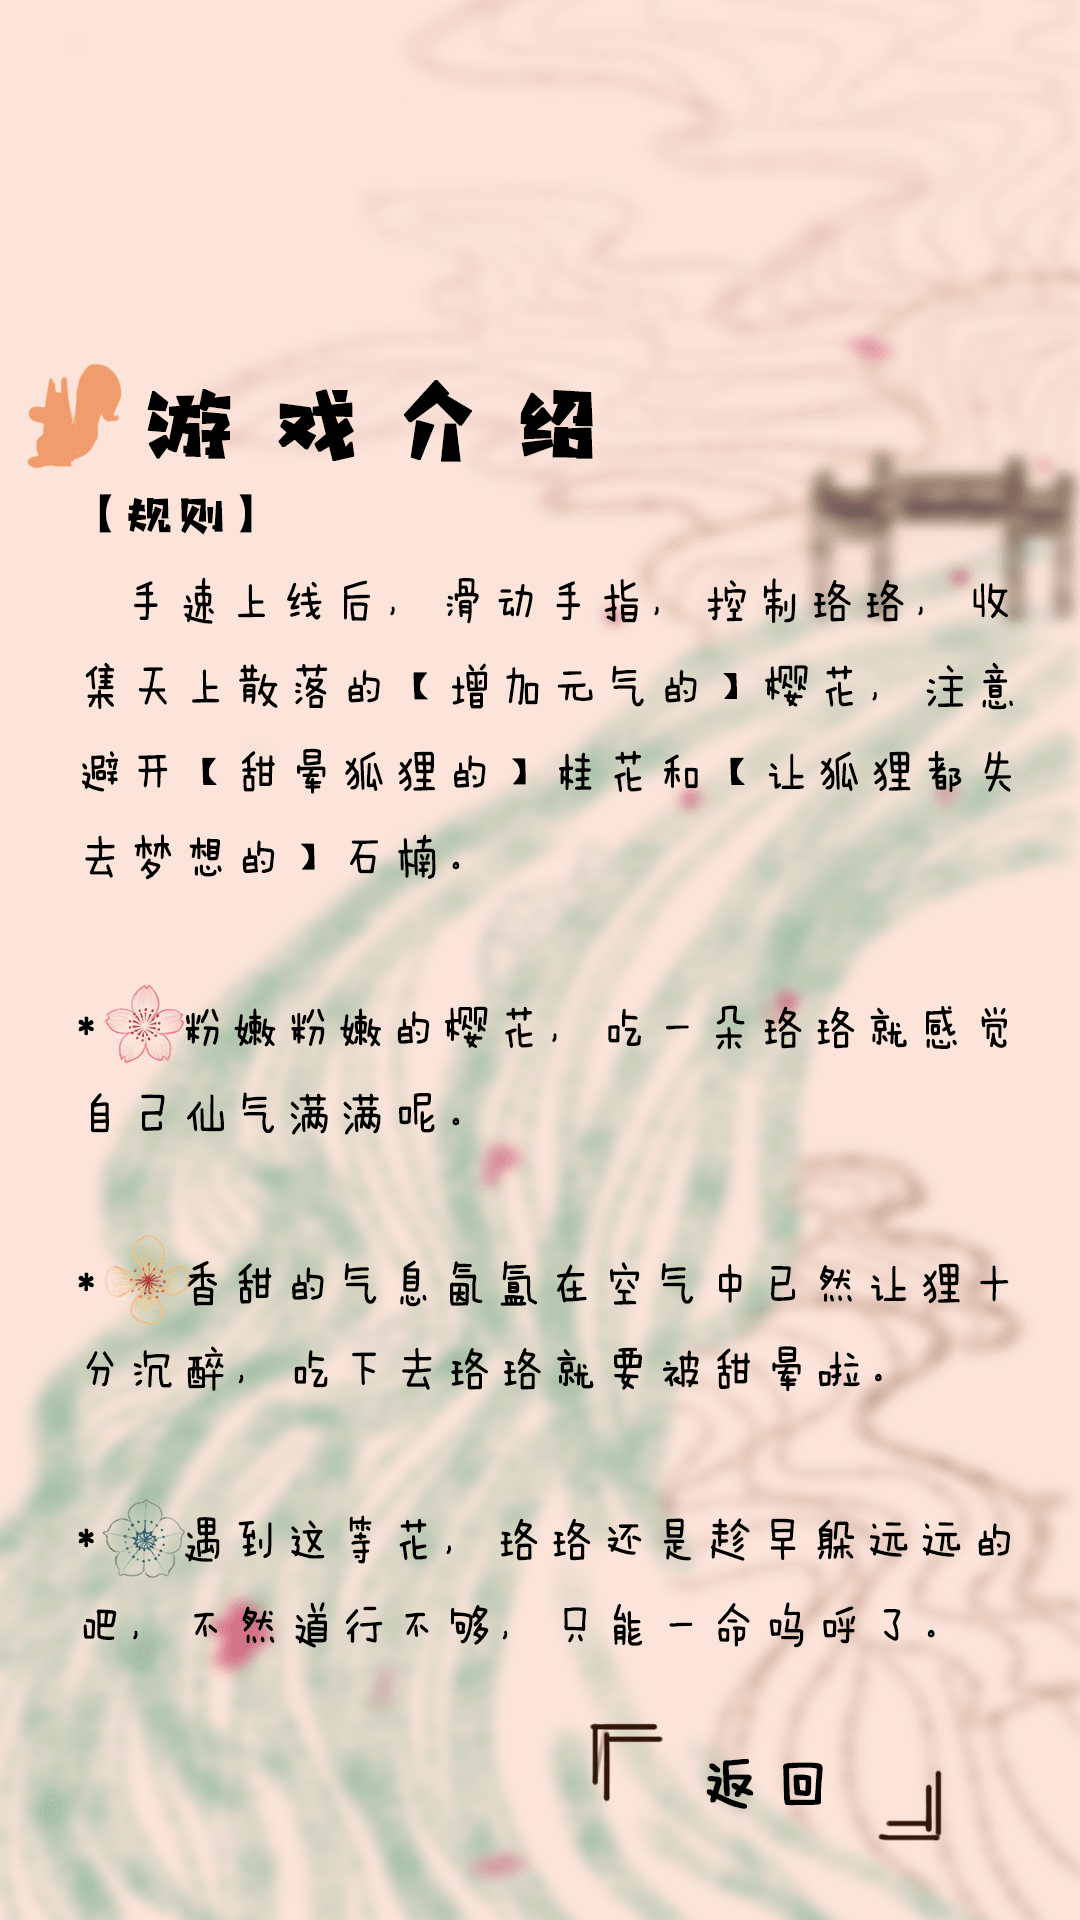 游戏介绍
【规则】
手速上线后，滑动手指，控制珞珞，收
集天上散落的【增加元气的】樱花，注意
避开【甜晕狐狸的】桂花和【让狐狸都失
去梦想的】石楠。
*粉嫩粉嫩的樱花，吃一朵珞珞就感觉
自己仙气满满呢。
*香甜的气息氤氲在空气中已然让狸十
分沉醉，吃下去珞珞就要被甜晕啦。
*遇到这等花，珞珞还是趁早躲远远的
吧，不然道行不够，只能一命呜呼了。
返回